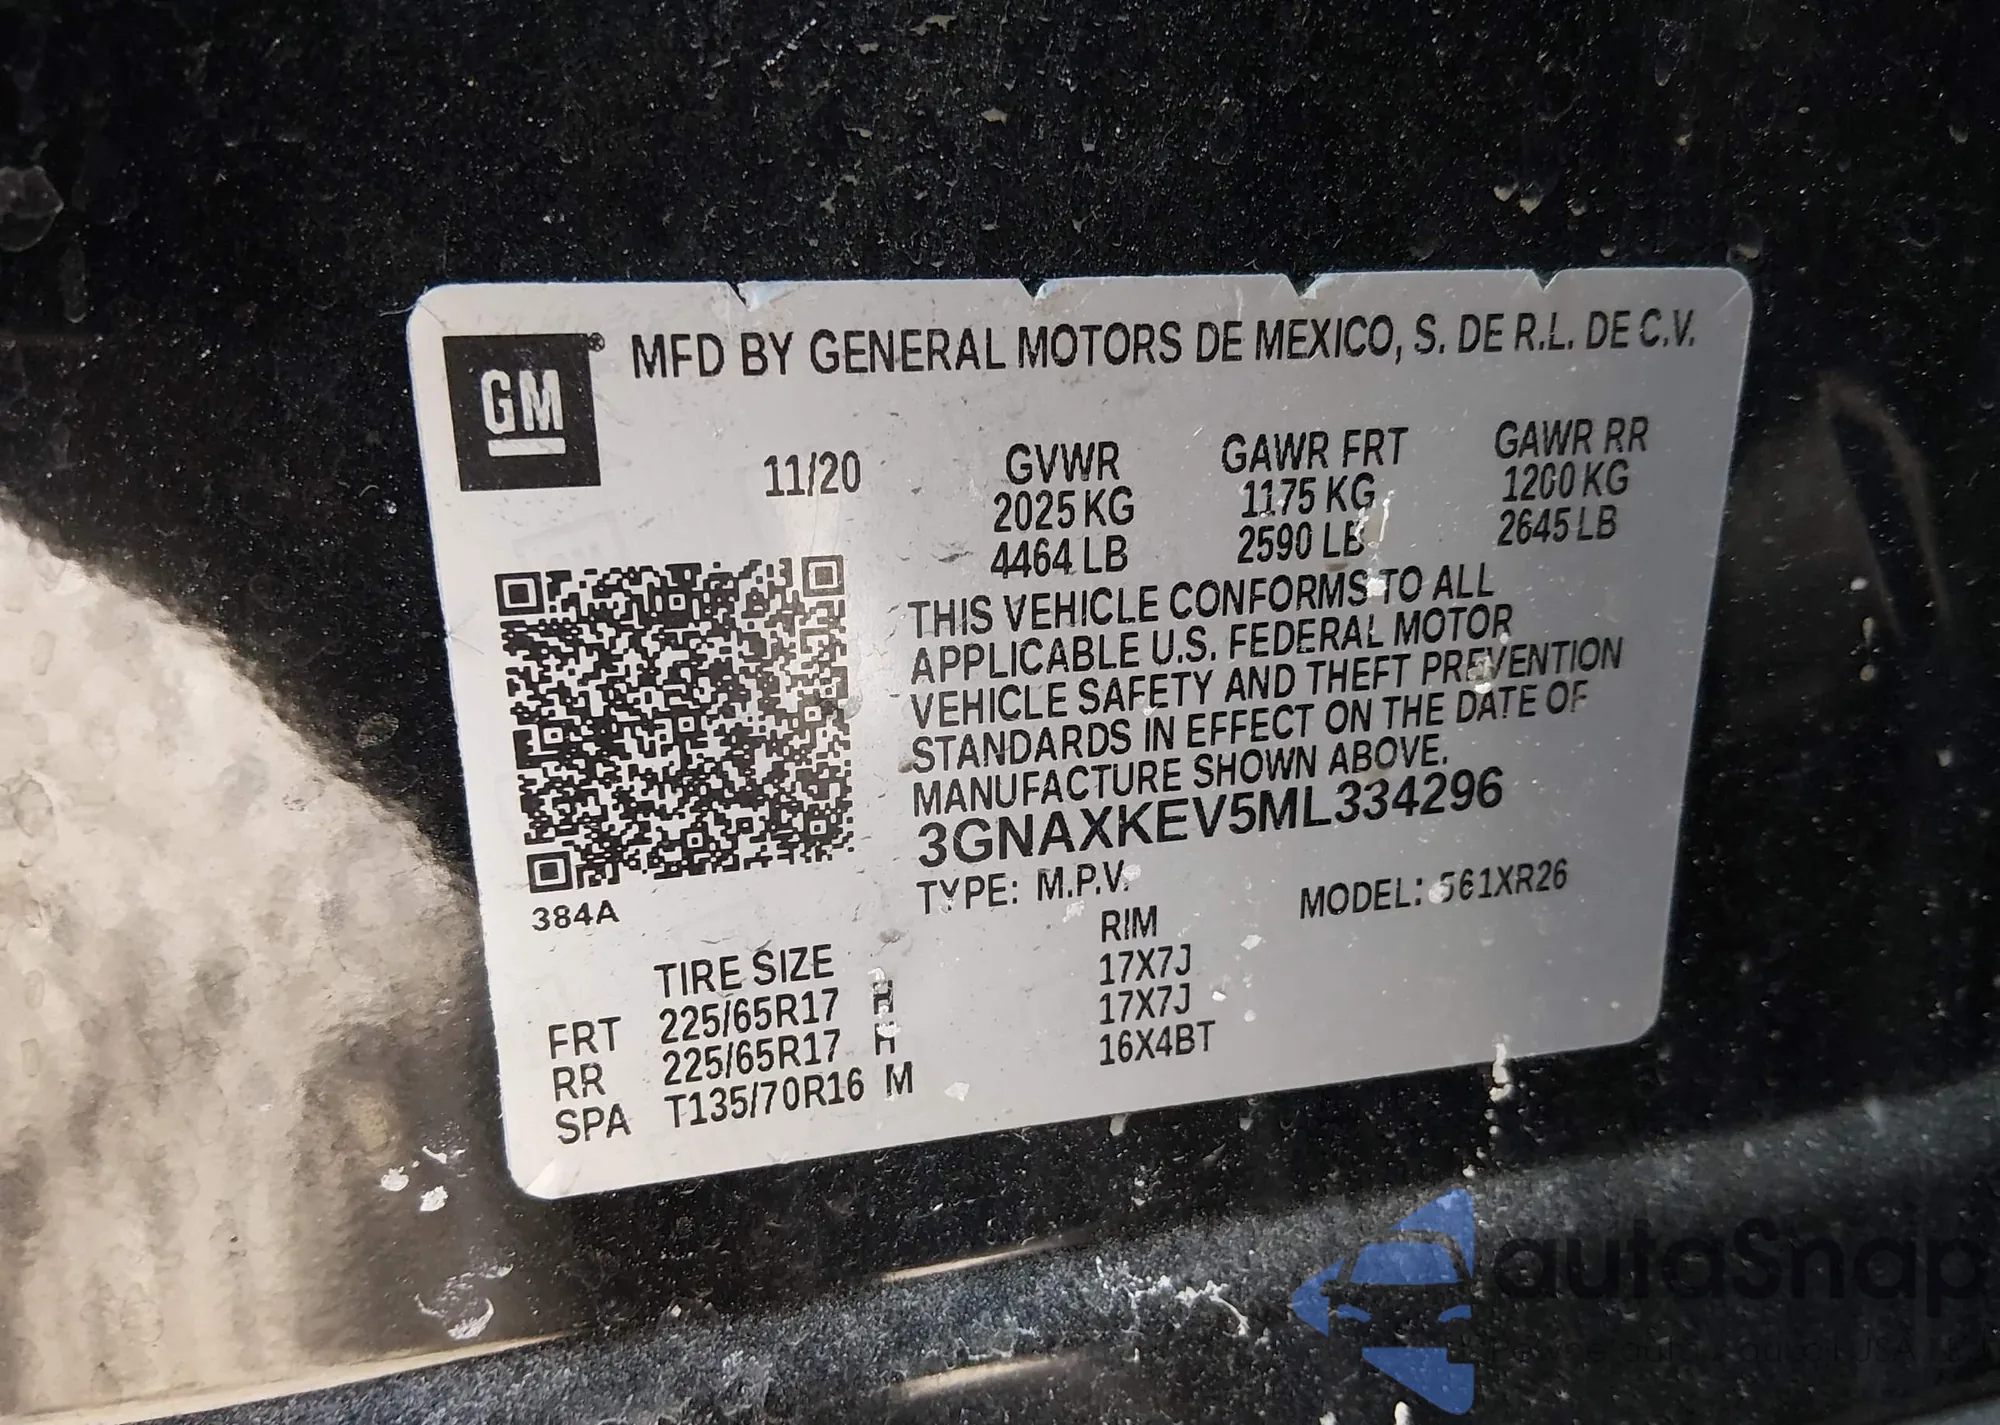 GM ® MFD BY GENERAL MOTORS DE MEXICO, S. DE R.L. DE C.V.
11/20 GVWR GAWR FRT GAWR RR
2025 KG 1175 KG 1200 KG
4464 LB 2590 LB 2645 LB
THIS VEHICLE CONFORMS TO ALL
APPLICABLE U.S. FEDERAL MOTOR
VEHICLE SAFETY AND THEFT PREVENTION
STANDARDS IN EFFECT ON THE DATE OF
MANUFACTURE SHOWN ABOVE.
3GNAXKEV5ML334296
TYPE: M.P.V. MODEL: 561XR26
384A
TIRE SIZE RIM
FRT 225/65R17 H 17X7J
RR 225/65R17 H 17X7J
SPA T135/70R16 M 16X4BT
autaSnap